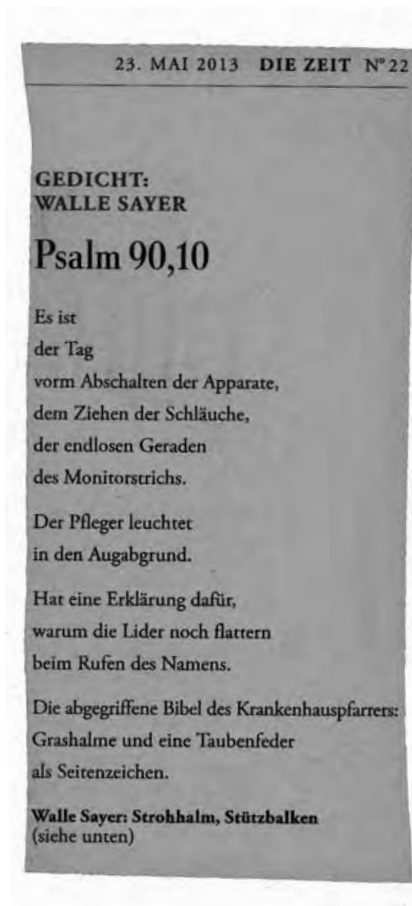 23. MAI 2013 DIE ZEIT N° 22
GEDICHT:
WALLE SAYER
Psalm 90,10
Es ist
der Tag
vorm Abschalten der Apparate,
dem Ziehen der Schläuche,
der endlosen Geraden
des Monitorstrichs.
Der Pfleger leuchtet
in den Augabgrund.
Hat eine Erklärung dafür,
warum die Lider noch flattern
beim Rufen des Namens.
Die abgegriffene Bibel des Krankenhauspfarrers:
Grashalme und eine Taubenfeder
als Seitenzeichen.
Walle Sayer: Strohhalm, Stützbalken
(siehe unten)